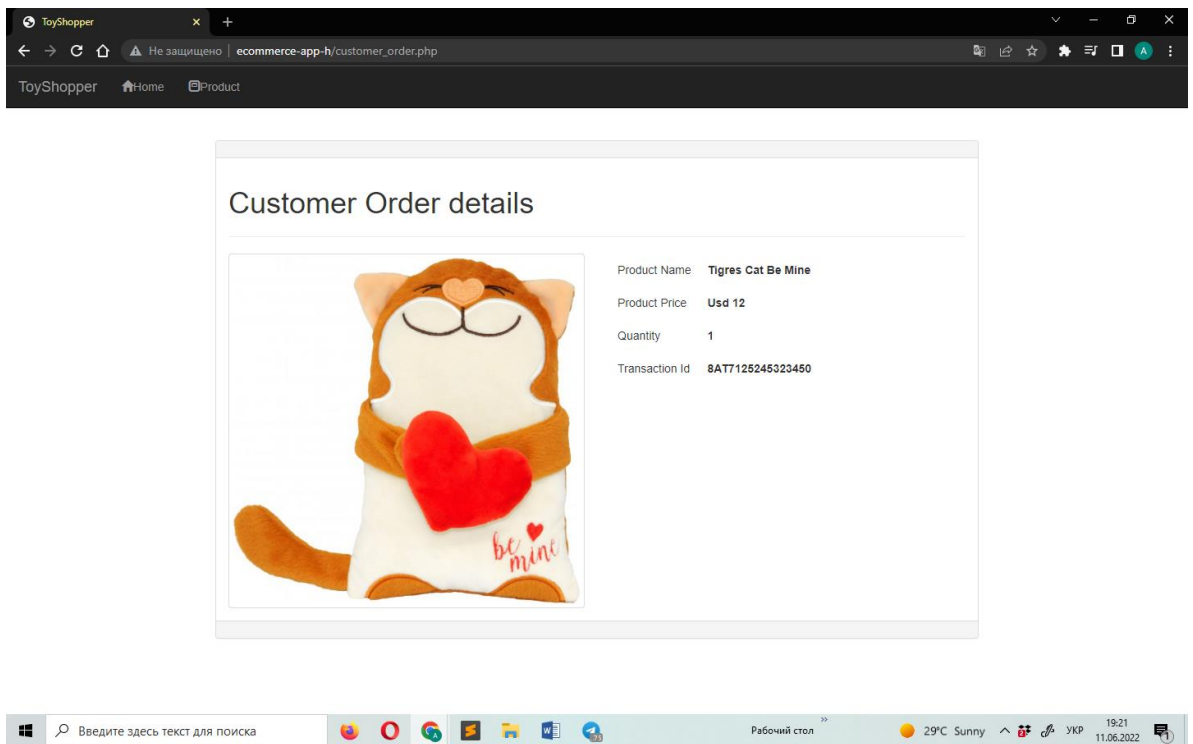 ToyShopper
Не защищено | ecommerce-app-h/customer_order.php
A
ToyShopper Home Product
Customer Order details
Product Name Tigres Cat Be Mine
Product Price Usd 12
Quantity 1
Transaction Id 8AT7125245323450
be mine
Введите здесь текст для поиска
Рабочий стол
29°C Sunny
УКР
19:21
11.06.2022